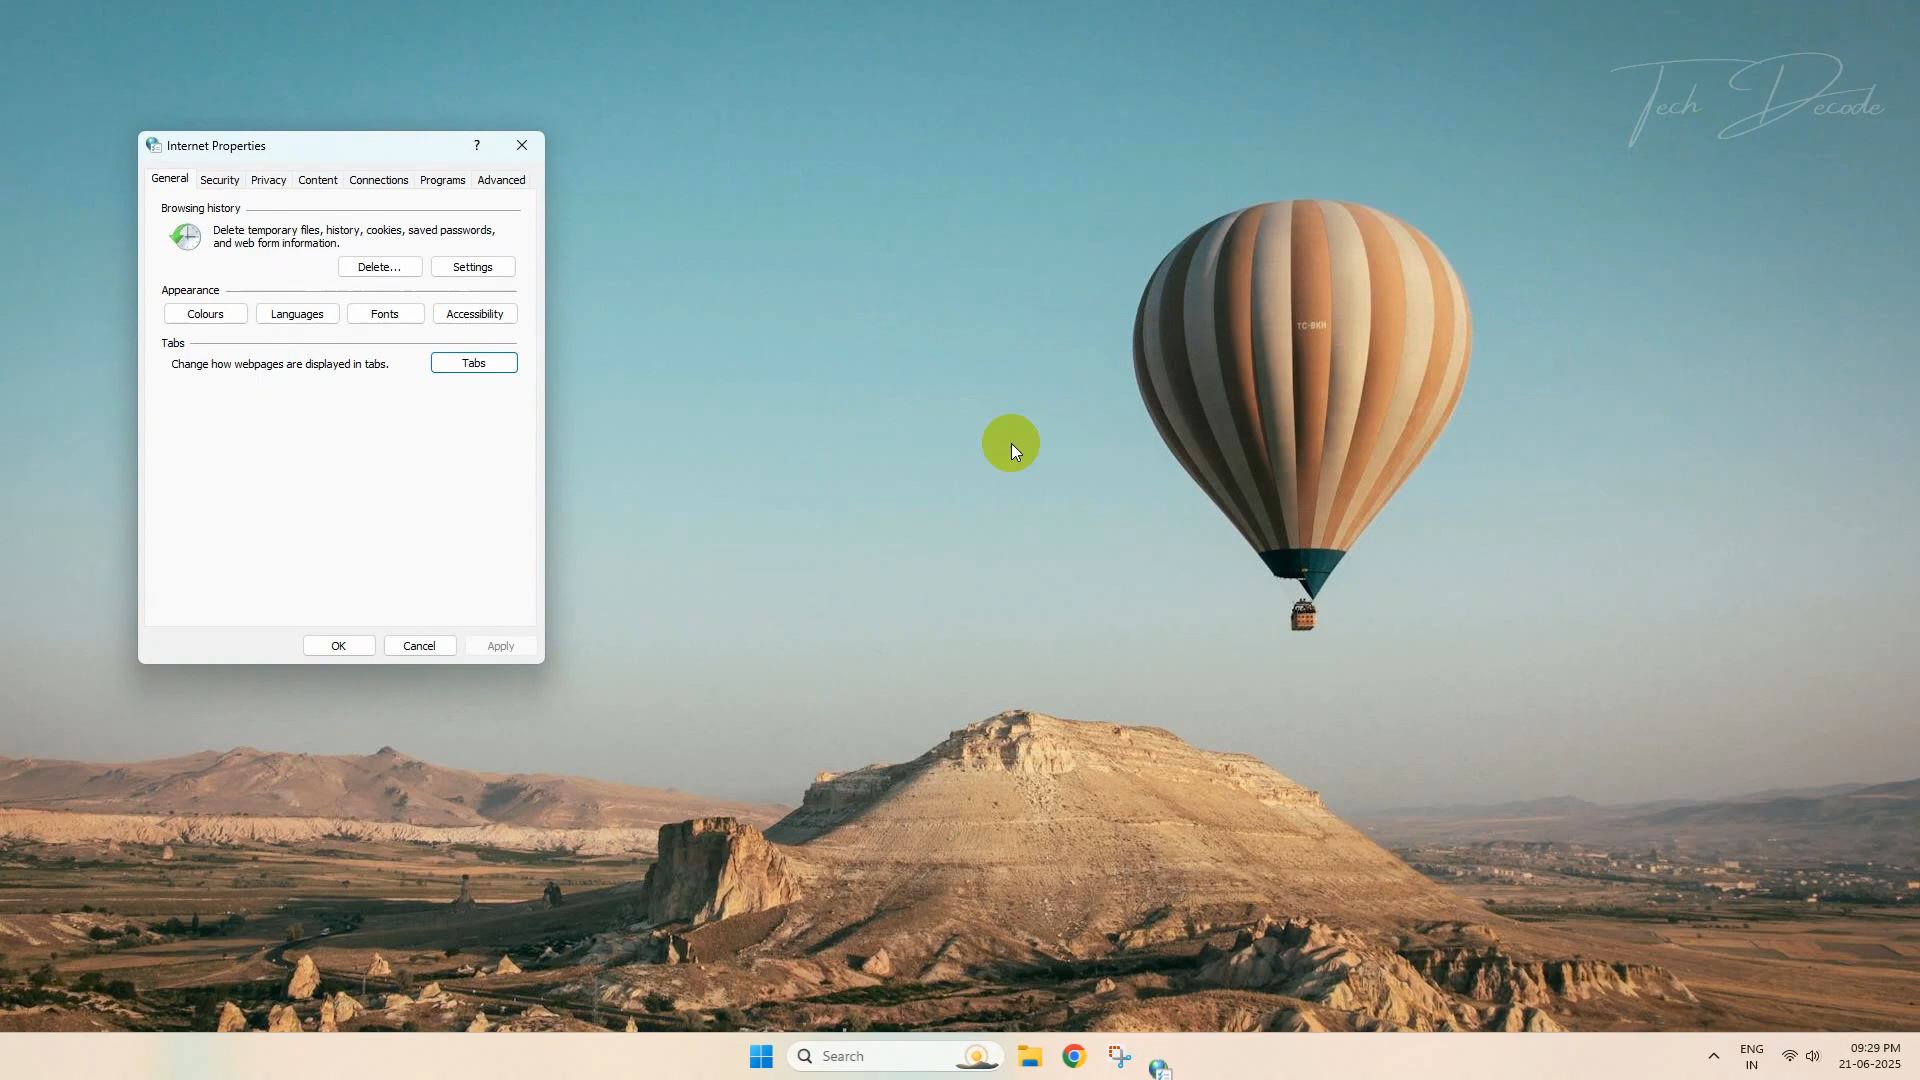 Tech Decode
Internet Properties
?
General Security Privacy Content Connections Programs Advanced
Browsing history
Delete temporary files, history, cookies, saved passwords,
and web form information.
Delete... Settings
Appearance
Colours Languages Fonts Accessibility
Tabs
Change how webpages are displayed in tabs. Tabs
OK Cancel Apply
TC-BKH
Search
ENG
IN
09:29 PM
21-06-2025